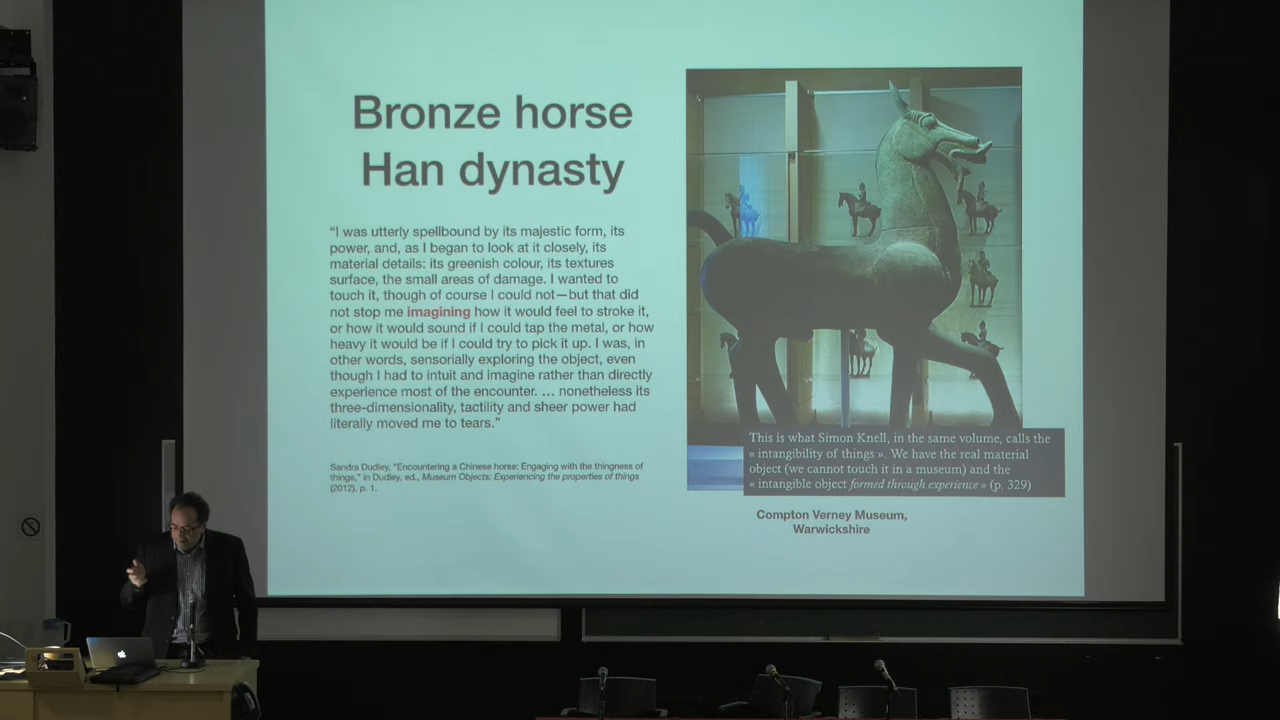 Bronze horse
Han dynasty
“I was utterly spellbound by its majestic form, its
power, and, as I began to look at it closely, its
material details: its greenish colour, its textures
surface, the small areas of damage. I wanted to
touch it, though of course I could not—but that did
not stop me imagining how it would feel to stroke it,
or how it would sound if I could tap the metal, or how
heavy it would be if I could try to pick it up. I was, in
other words, sensorially exploring the object, even
though I had to intuit and imagine rather than directly
experience most of the encounter. … nonetheless its
three-dimensionality, tactility and sheer power had
literally moved me to tears.”
Sandra Dudley, “Encountering a Chinese horse: Engaging with the thingness of
things,” in Dudley, ed., Museum Objects: Experiencing the properties of things
(2012), p. 1.
This is what Simon Knell, in the same volume, calls the
« intangibility of things ». We have the real material
object (we cannot touch it in a museum) and the
« intangible object formed through experience » (p. 329)
Compton Verney Museum,
Warwickshire